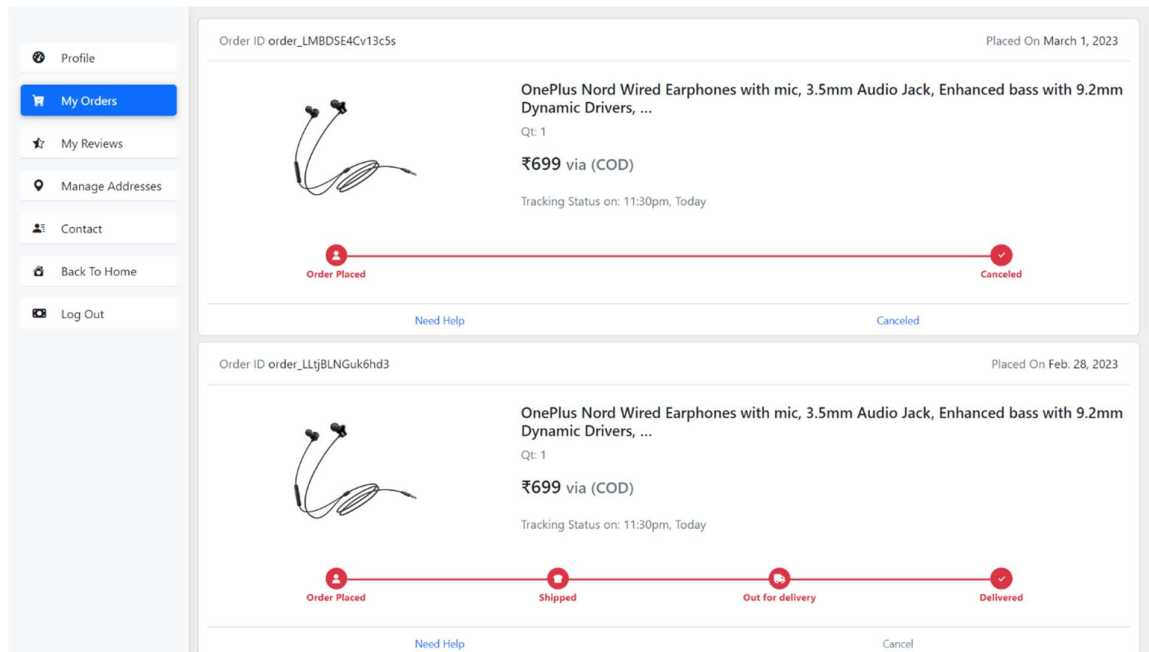 Profile
My Orders
My Reviews
Manage Addresses
Contact
Back To Home
Log Out
Order ID order_LMBDSE4Cv13c5s
Placed On March 1, 2023
OnePlus Nord Wired Earphones with mic, 3.5mm Audio Jack, Enhanced bass with 9.2mm
Dynamic Drivers, ...
Qt: 1
₹699 via (COD)
Tracking Status on: 11:30pm, Today
Order Placed
Canceled
Need Help
Canceled
Order ID order_LLtjBLNGuk6hd3
Placed On Feb. 28, 2023
OnePlus Nord Wired Earphones with mic, 3.5mm Audio Jack, Enhanced bass with 9.2mm
Dynamic Drivers, ...
Qt: 1
₹699 via (COD)
Tracking Status on: 11:30pm, Today
Order Placed
Shipped
Out for delivery
Delivered
Need Help
Cancel